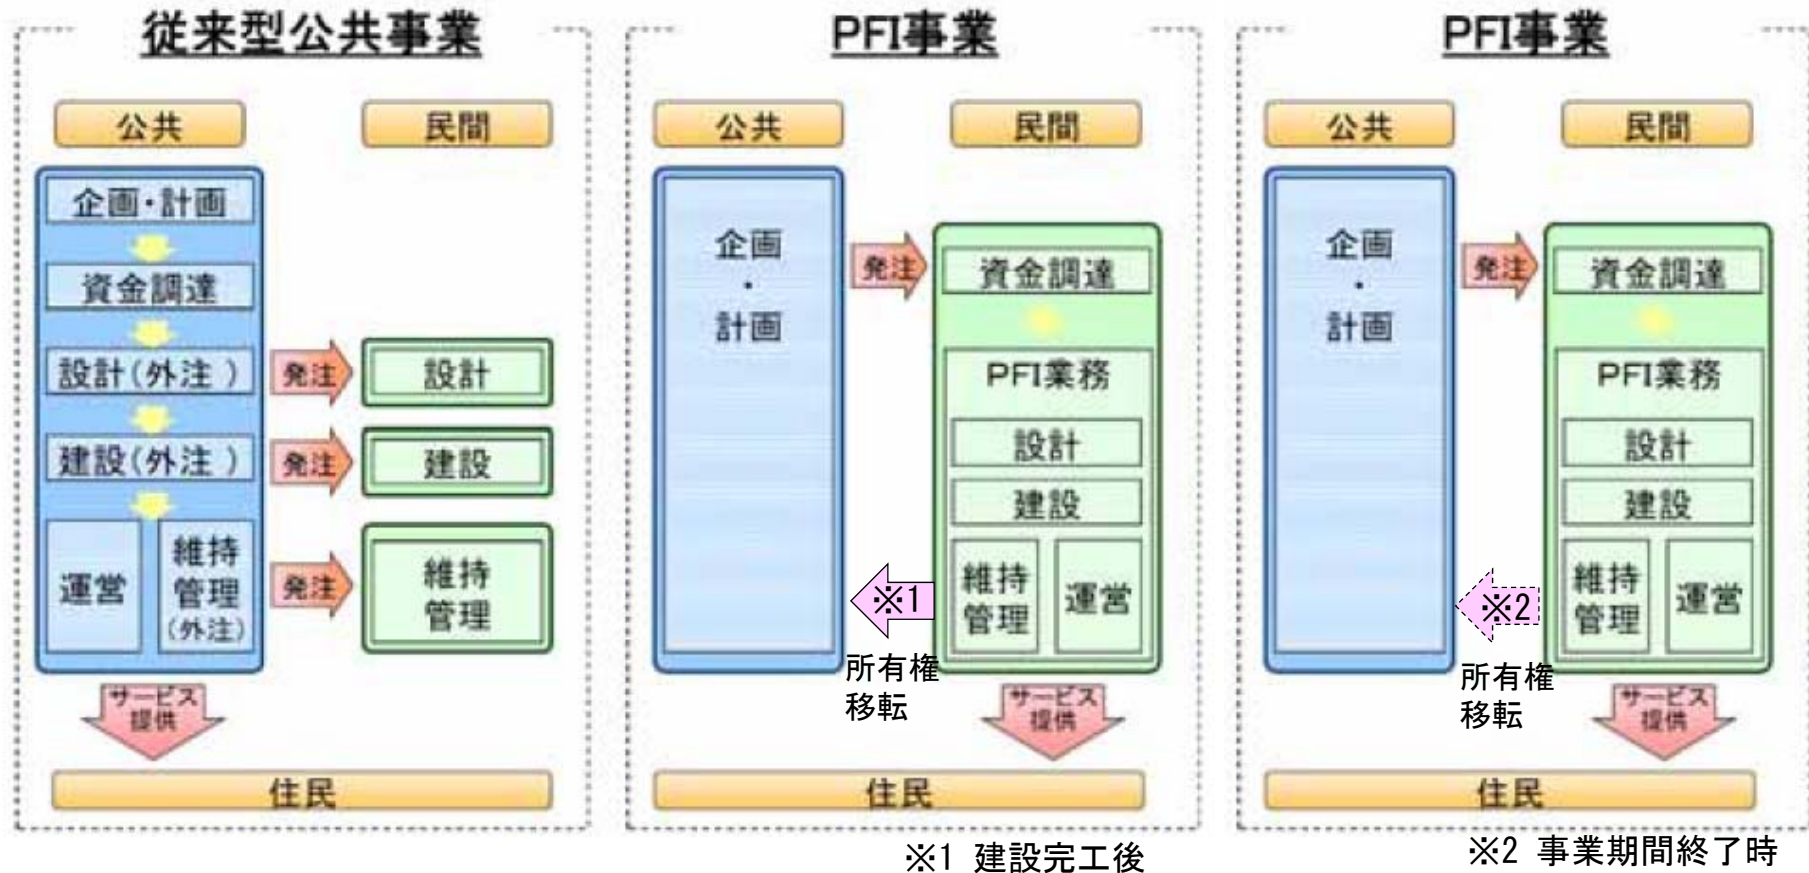 従来型公共事業
公共
民間
企画・計画
資金調達
設計(外注)
発注
設計
建設(外注)
発注
建設
運営
維持
管理
(外注)
発注
維持
管理
サービス
提供
住民
PFI事業
公共
民間
企画
・
計画
発注
資金調達
PFI業務
設計
建設
維持
管理
運営
※1
所有権
移転
サービス
提供
住民
※1 建設完工後
PFI事業
公共
民間
企画
・
計画
発注
資金調達
PFI業務
設計
建設
維持
管理
運営
※2
所有権
移転
サービス
提供
住民
※2 事業期間終了時